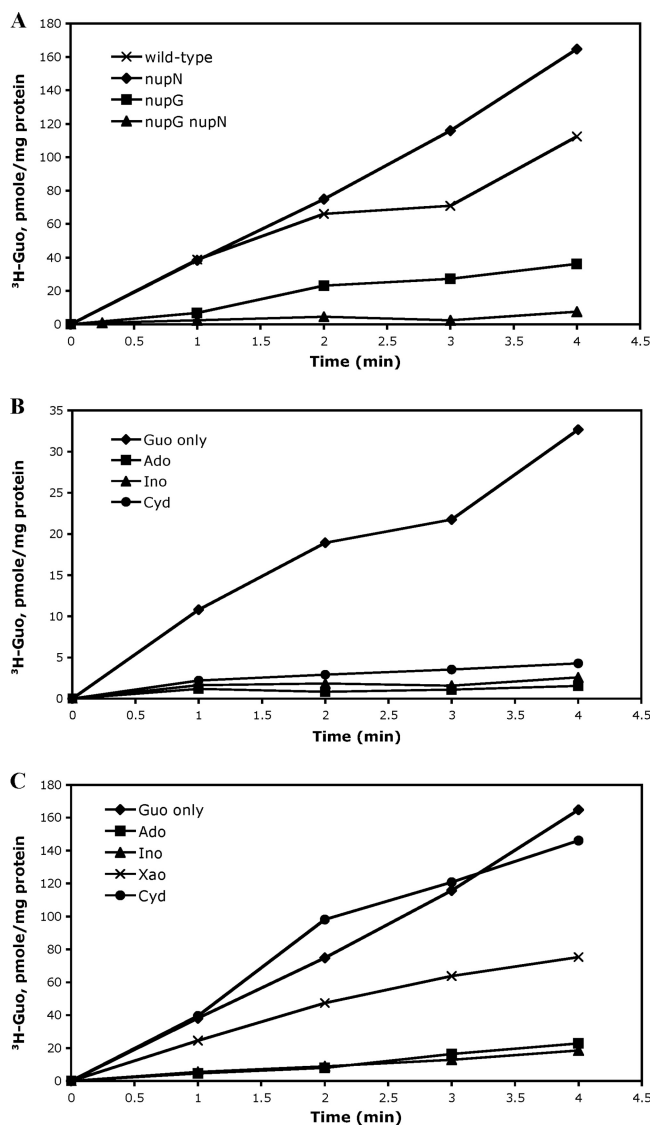 A
180
160
140
120
100
80
60
40
20
0
³H-Guo, pmole/mg protein
wild-type
nupN
nupG
nupG nupN
0 0.5 1 1.5 2 2.5 3 3.5 4 4.5
Time (min)
B
35
30
25
20
15
10
5
0
³H-Guo, pmole/mg protein
Guo only
Ado
Ino
Cyd
0 0.5 1 1.5 2 2.5 3 3.5 4 4.5
Time (min)
C
180
160
140
120
100
80
60
40
20
0
³H-Guo, pmole/mg protein
Guo only
Ado
Ino
Xao
Cyd
0 0.5 1 1.5 2 2.5 3 3.5 4 4.5
Time (min)